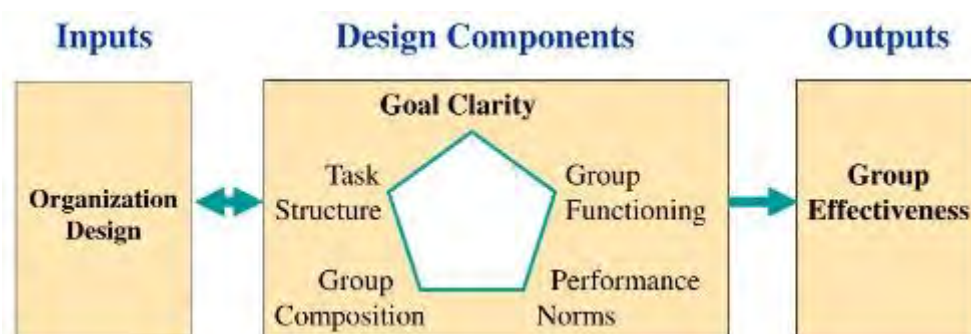 Inputs
Design Components
Outputs
Organization
Design
Goal Clarity
Task
Structure
Group
Functioning
Group
Composition
Performance
Norms
Group
Effectiveness